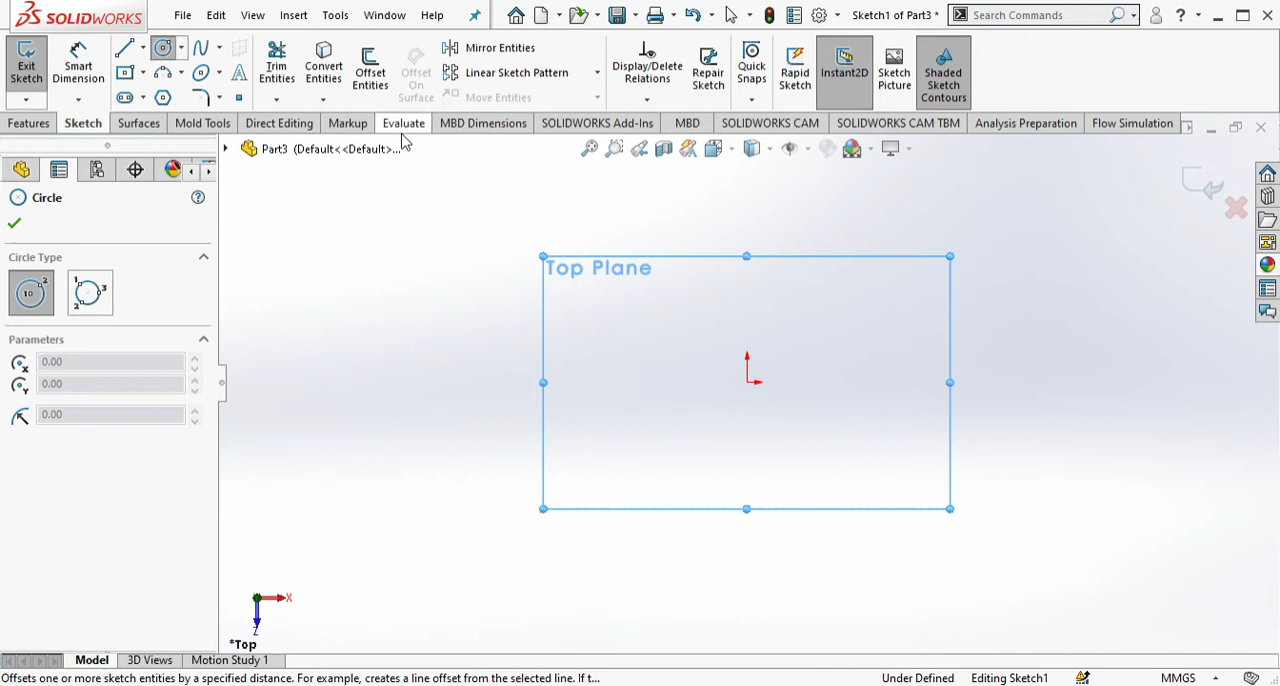 SOLIDWORKS File Edit View Insert Tools Window Help Sketch1 of Part3 * Search Commands ?
Exit Sketch Smart Dimension Trim Entities Convert Entities Offset Entities Offset On Surface Mirror Entities Linear Sketch Pattern Move Entities Display/Delete Relations Repair Sketch Quick Snaps Rapid Sketch Instant2D Sketch Picture Shaded Sketch Contours
Features Sketch Surfaces Mold Tools Direct Editing Markup Evaluate MBD Dimensions SOLIDWORKS Add-Ins MBD SOLIDWORKS CAM SOLIDWORKS CAM TBM Analysis Preparation Flow Simulation
Part3 (Default<<Default>...
Circle
Circle Type
Parameters
0.00
0.00
0.00
Top Plane
X
Z
*Top
Model 3D Views Motion Study 1
Offsets one or more sketch entities by a specified distance. For example, creates a line offset from the selected line. If t... Under Defined Editing Sketch1 MMGS